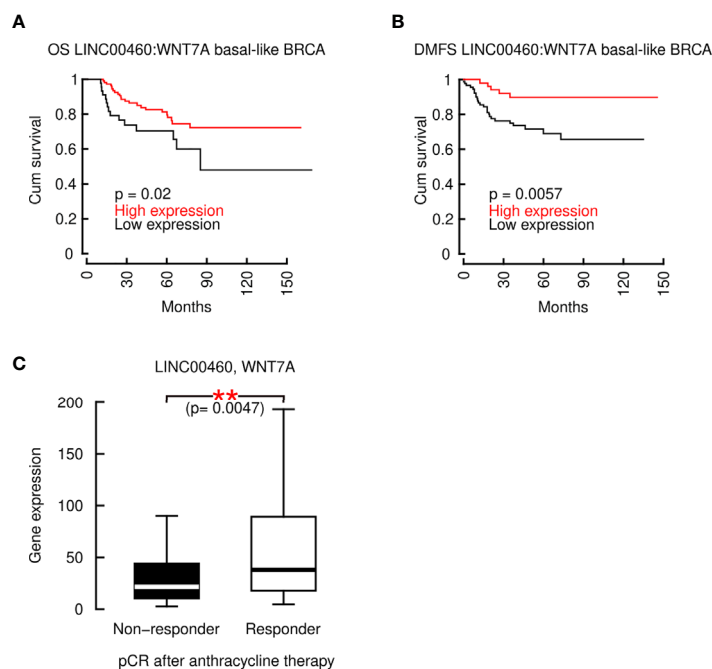 A
OS LINC00460:WNT7A basal-like BRCA
Cum survival
1
0.8
0.6
0.4
0.2
0
p = 0.02
High expression
Low expression
0 30 60 90 120 150
Months
B
DMFS LINC00460:WNT7A basal-like BRCA
Cum survival
1
0.8
0.6
0.4
0.2
0
p = 0.0057
High expression
Low expression
0 30 60 90 120 150
Months
C
LINC00460, WNT7A
**
(p= 0.0047)
Gene expression
200
150
100
50
0
Non−responder Responder
pCR after anthracycline therapy